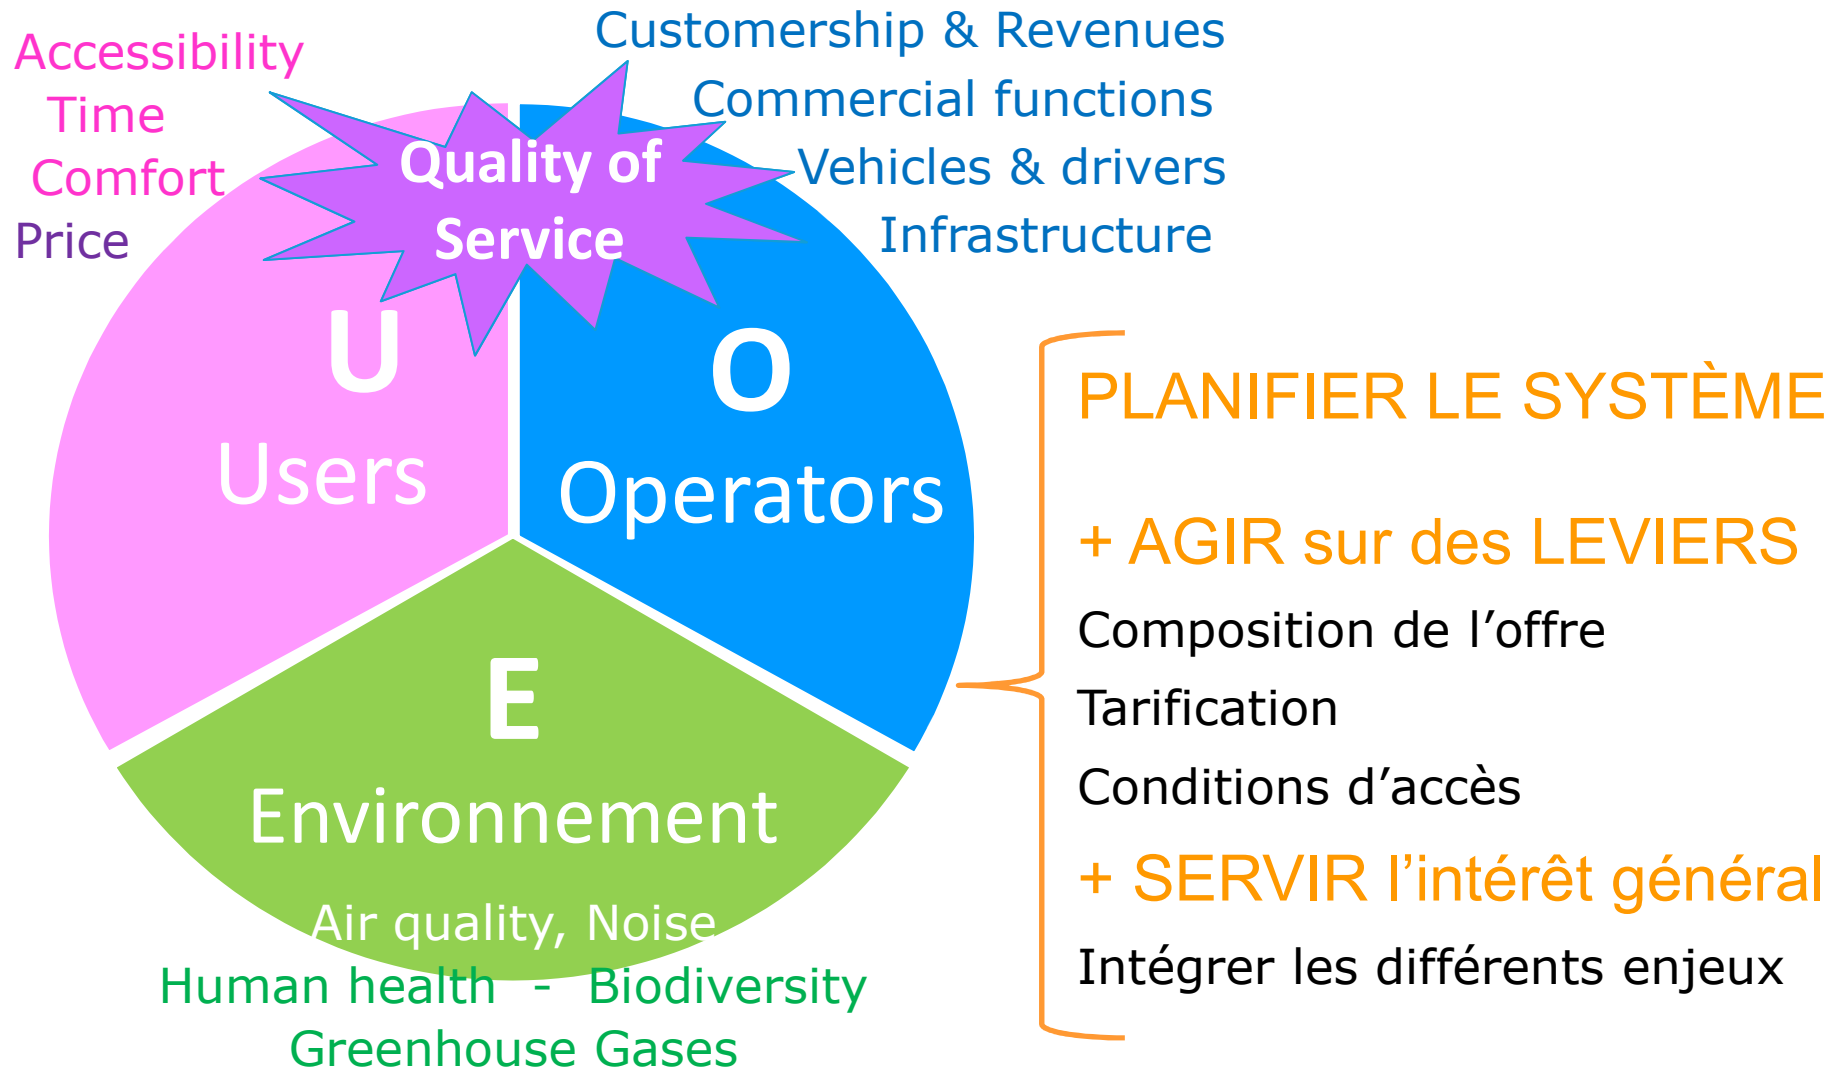 Accessibility
Time
Comfort
Price
Customership & Revenues
Commercial functions
Vehicles & drivers
Infrastructure
Quality of
Service
U
Users
O
Operators
E
Environnement
Air quality, Noise
Human health - Biodiversity
Greenhouse Gases
PLANIFIER LE SYSTÈME
+ AGIR sur des LEVIERS
Composition de l’offre
Tarification
Conditions d’accès
+ SERVIR l’intérêt général
Intégrer les différents enjeux